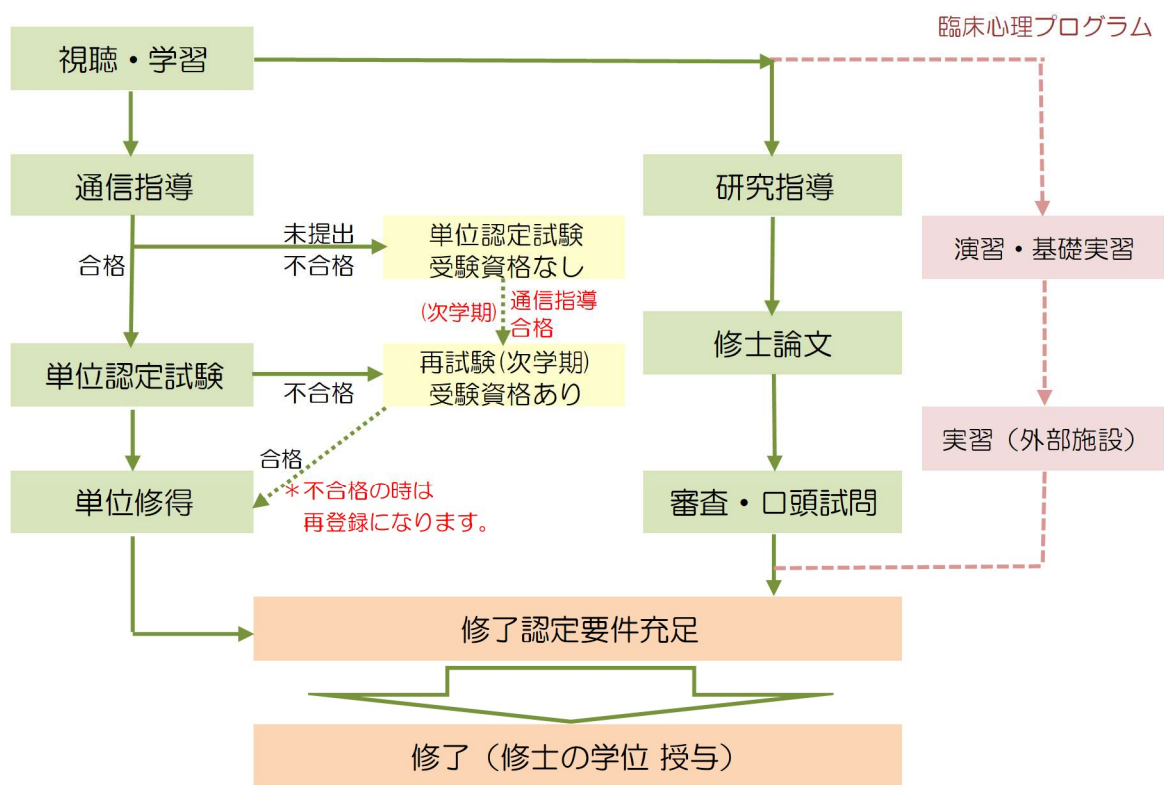 臨床心理プログラム
視聴・学習
通信指導
研究指導
未提出
不合格
合格
単位認定試験
受験資格なし
演習・基礎実習
(次学期)
通信指導
合格
修士論文
単位認定試験
不合格
再試験(次学期)
受験資格あり
実習（外部施設）
合格
単位修得
＊不合格の時は
再登録になります。
審査・口頭試問
修了認定要件充足
修了（修士の学位 授与）